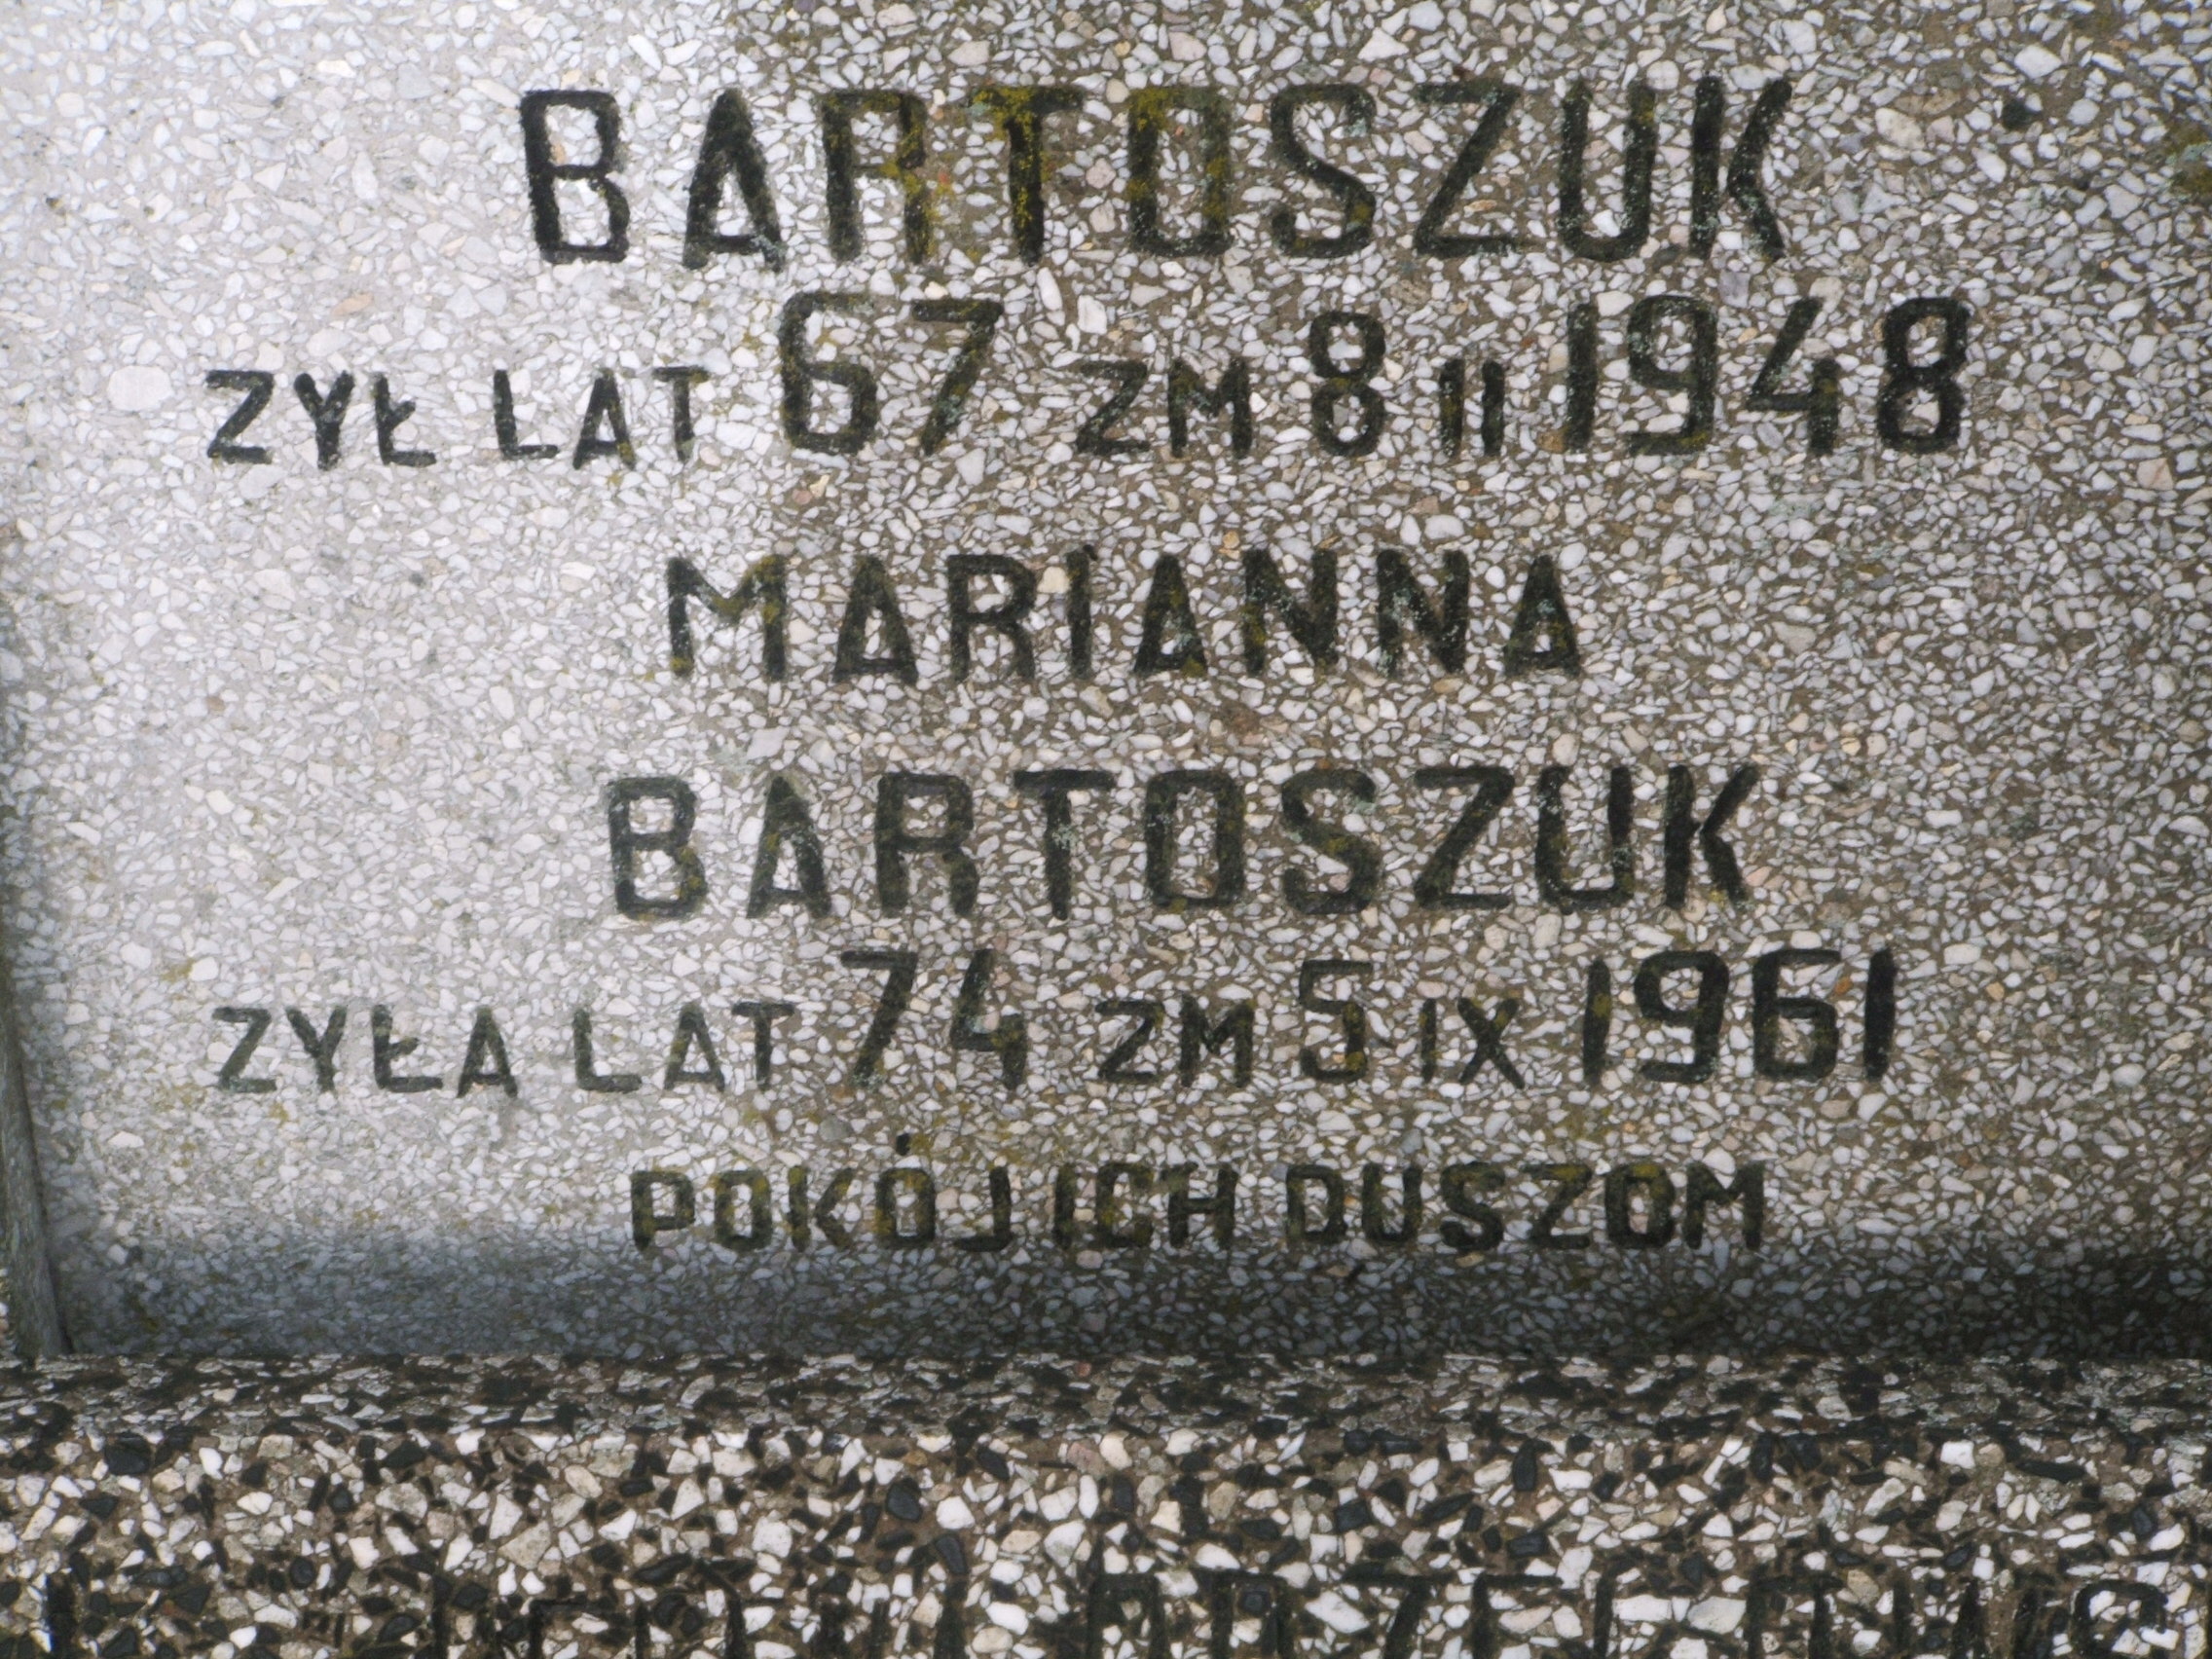 BARTOSZUK
ZYŁ LAT 67 ZM 8 II 1948
MARIANNA
BARTOSZUK
ZYŁA LAT 74 ZM 5 IX 1961
POKÓJ ICH DUSZOM